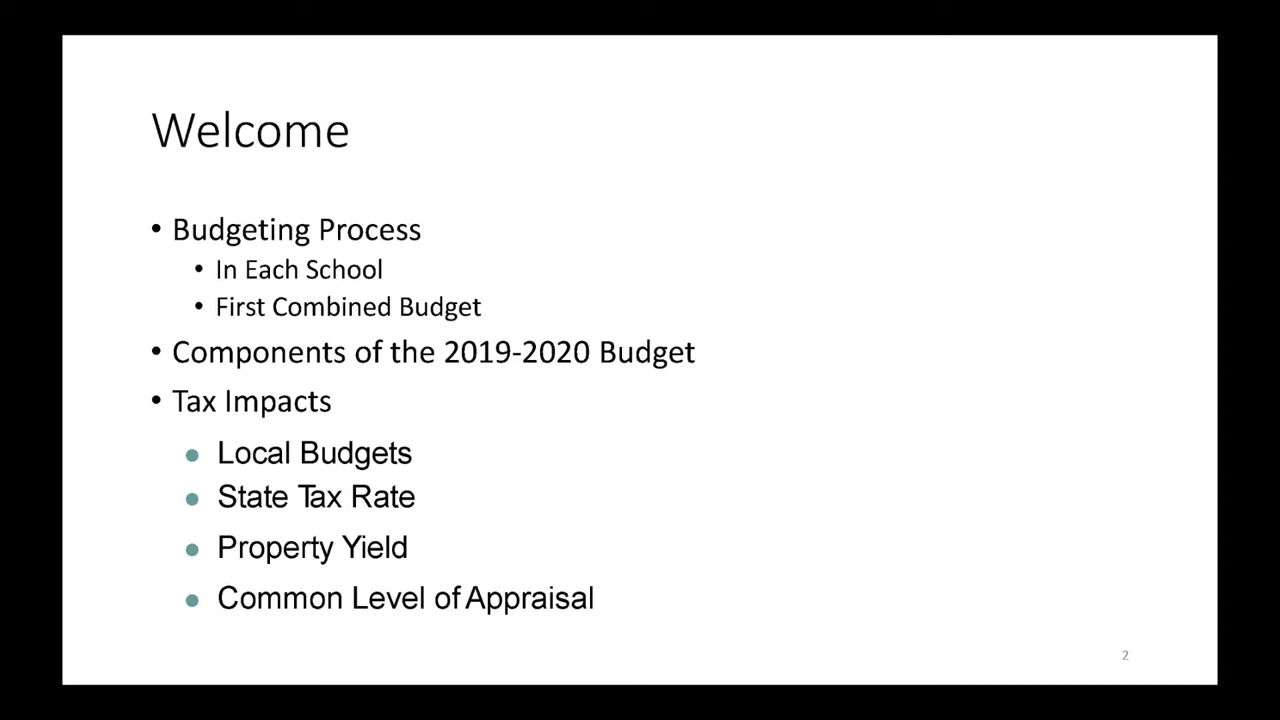 Welcome
• Budgeting Process
• In Each School
• First Combined Budget
• Components of the 2019-2020 Budget
• Tax Impacts
● Local Budgets
● State Tax Rate
● Property Yield
● Common Level of Appraisal
2